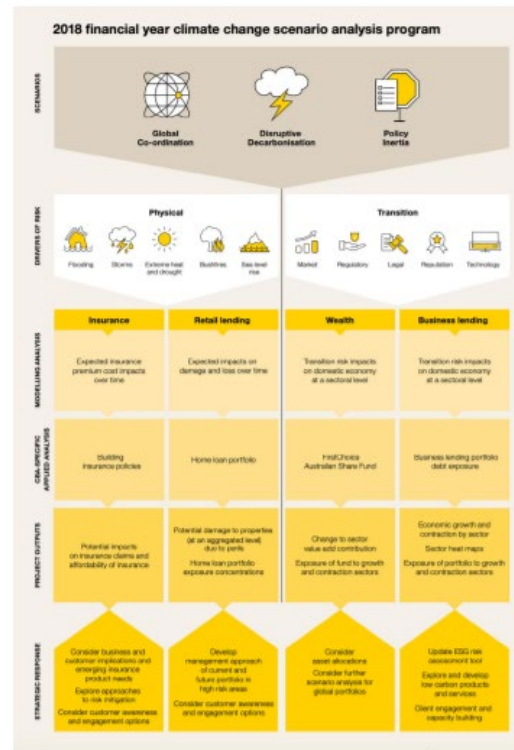 2018 financial year climate change scenario analysis program
SCENARIOS
Global
Co-ordination
Disruptive
Decarbonisation
Policy
Inertia
DRIVERS OF RISK
Physical
Flooding
Storms
Extreme heat
and drought
Bushfires
Sea level
rise
Transition
Market
Regulatory
Legal
Reputation
Technology
Insurance
Retail lending
Wealth
Business lending
MODELLING ANALYSIS
Expected insurance
premium cost impacts
over time
Expected impacts on
damage and loss over time
Transition risk impacts
on domestic economy
at a sectoral level
Transition risk impacts
on domestic economy
at a sectoral level
CBA-SPECIFIC
APPLIED ANALYSIS
Building
insurance policies
Home loan portfolio
FirstChoice
Australian Share Fund
Business lending portfolio
debt exposure
PROJECT OUTPUTS
Potential impacts
on insurance claims and
affordability of insurance
Potential damage to properties
(at an aggregated level)
due to perils
Home loan portfolio
exposure concentrations
Change to sector
value add contribution
Exposure of fund to growth
and contraction sectors
Economic growth and
contraction by sector
Sector heat maps
Exposure of portfolio to growth
and contraction sectors
STRATEGIC RESPONSE
Consider business and
customer implications and
emerging insurance
product needs
Explore approaches
to risk mitigation
Consider customer awareness
and engagement options
Develop
management approach
of current and
future portfolio in
high risk areas
Consider customer awareness
and engagement options
Consider
asset allocations
Consider further
scenario analysis for
global portfolios
Update ESG risk
assessment tool
Explore and develop
low carbon products
and services
Client engagement and
capacity building